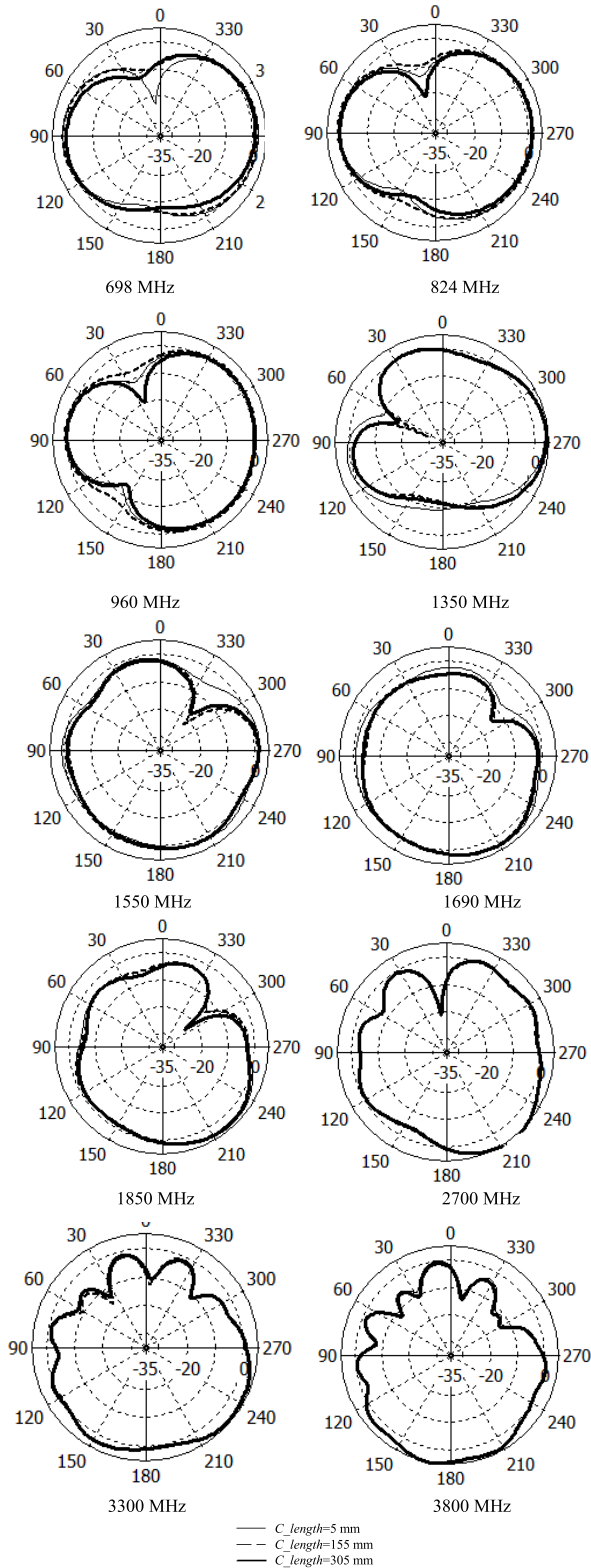 0 0
30 330 30 330
60 3 60 300
90 -35 -20 0 90 -35 -20 0 270
120 2 120 240
150 210 150 210
180 180
698 MHz 824 MHz
0 0
30 330 30 330
60 300 60 300
90 -35 -20 0 270 90 -35 -20 0 270
120 240 120 240
150 210 150 210
180 180
960 MHz 1350 MHz
0 0
30 330 30 330
60 300 60 300
90 -35 -20 0 270 90 -35 -20 0 270
120 240 120 240
150 210 150 210
180 180
1550 MHz 1690 MHz
0 0
30 330 30 330
60 300 60 300
90 -35 -20 0 270 90 -35 -20 0 270
120 240 120 240
150 210 150 210
180 180
1850 MHz 2700 MHz
0 0
30 330 30 330
60 300 60 300
90 -35 -20 0 270 90 -35 -20 0 270
120 240 120 240
150 210 150 210
180 180
3300 MHz 3800 MHz
C_length=5 mm
C_length=155 mm
C_length=305 mm